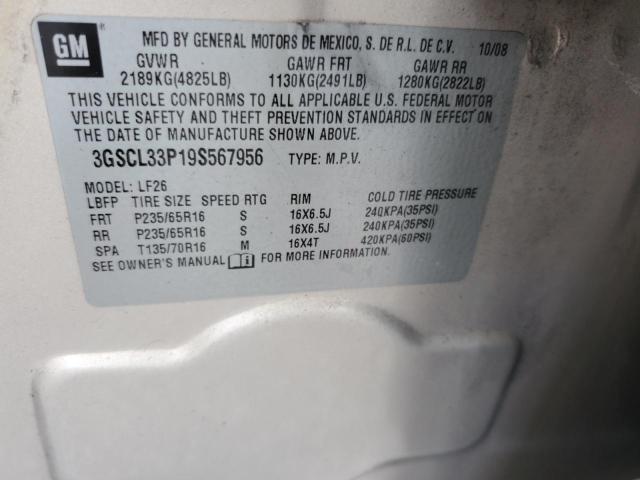 GM
MFD BY GENERAL MOTORS DE MEXICO, S. DE R.L. DE C.V. 10/08
GVWR GAWR FRT GAWR RR
2189KG(4825LB) 1130KG(2491LB) 1280KG(2822LB)
THIS VEHICLE CONFORMS TO ALL APPLICABLE U.S. FEDERAL MOTOR
VEHICLE SAFETY AND THEFT PREVENTION STANDARDS IN EFFECT ON
THE DATE OF MANUFACTURE SHOWN ABOVE.
3GSCL33P19S567956 TYPE: M.P.V.
MODEL: LF26
LBFP TIRE SIZE SPEED RTG RIM COLD TIRE PRESSURE
FRT P235/65R16 S 16X6.5J 240KPA(35PSI)
RR P235/65R16 S 16X6.5J 240KPA(35PSI)
SPA T135/70R16 M 16X4T 420KPA(60PSI)
SEE OWNER'S MANUAL FOR MORE INFORMATION.